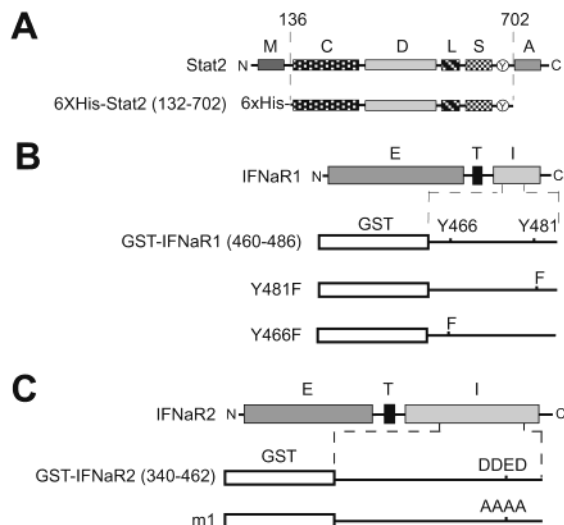 A
136 702
M C D L S A
Stat2 N Y C
6XHis-Stat2 (132-702) 6xHis Y
B
E T I
IFNaR1 N C
GST Y466 Y481
GST-IFNaR1 (460-486)
Y481F F
Y466F F
C
E T I
IFNaR2 N C
GST DDED
GST-IFNaR2 (340-462)
AAAA
m1